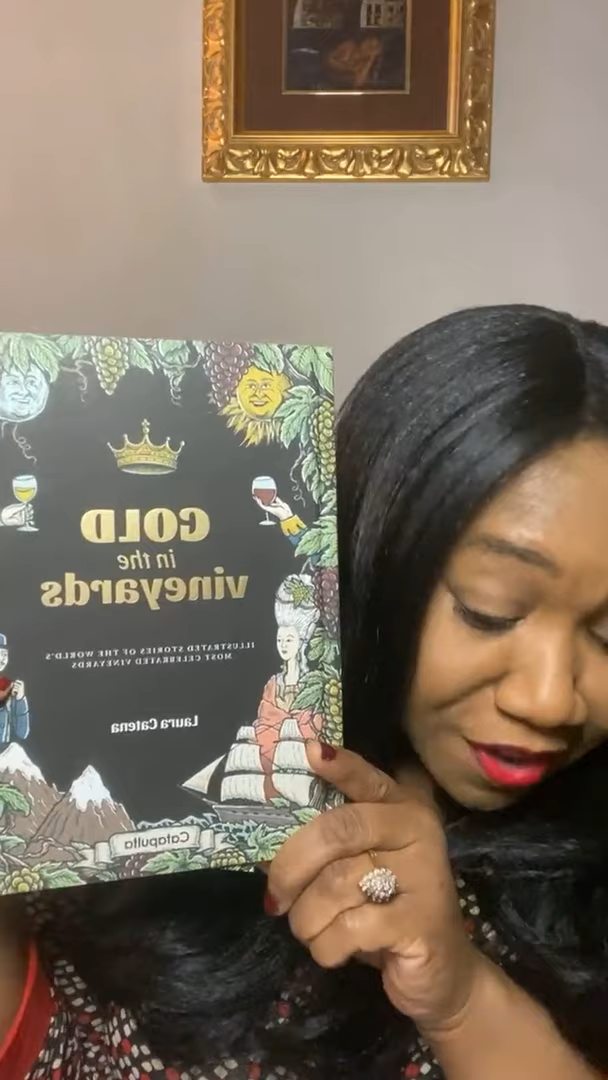 GOLD
in the
vineyards
ILLUSTRATED STORIES OF THE WORLD'S
MOST CELEBRATED VINEYARDS
Laura Catena
Catapulta